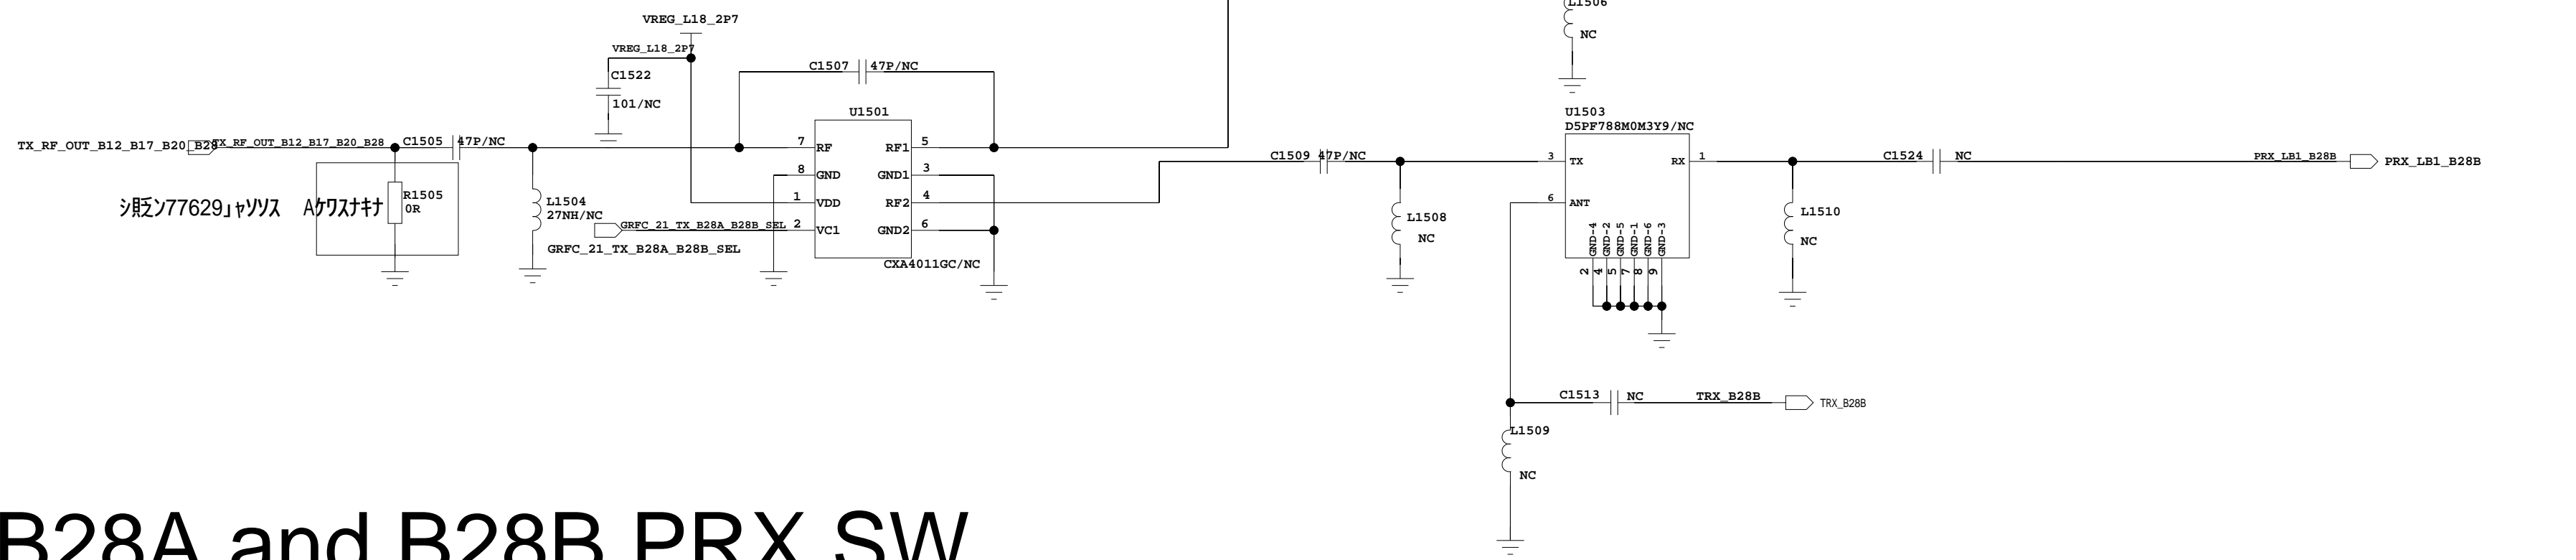 L1506
NC
VREG_L18_2P7
VREG_L18_2P7
C1522
101/NC
C1507 47P/NC
U1501
TX_RF_OUT_B12_B17_B20_B28
TX_RF_OUT_B12_B17_B20_B28
C1505 47P/NC
R1505
0R
L1504
27NH/NC
GRFC_21_TX_B28A_B28B_SEL
GRFC_21_TX_B28A_B28B_SEL
7 RF RF1 5
8 GND GND1 3
1 VDD RF2 4
2 VC1 GND2 6
CXA4011GC/NC
C1509 47P/NC
L1508
NC
U1503
D5PF788M0M3Y9/NC
3 TX RX 1
6 ANT
GND-4 GND-2 GND-5 GND-1 GND-6 GND-3
2 4 5 7 8 9
C1524 NC
PRX_LB1_B28B
PRX_LB1_B28B
L1510
NC
C1513 NC
TRX_B28B
TRX_B28B
L1509
NC
B28A and B28B PRX SW